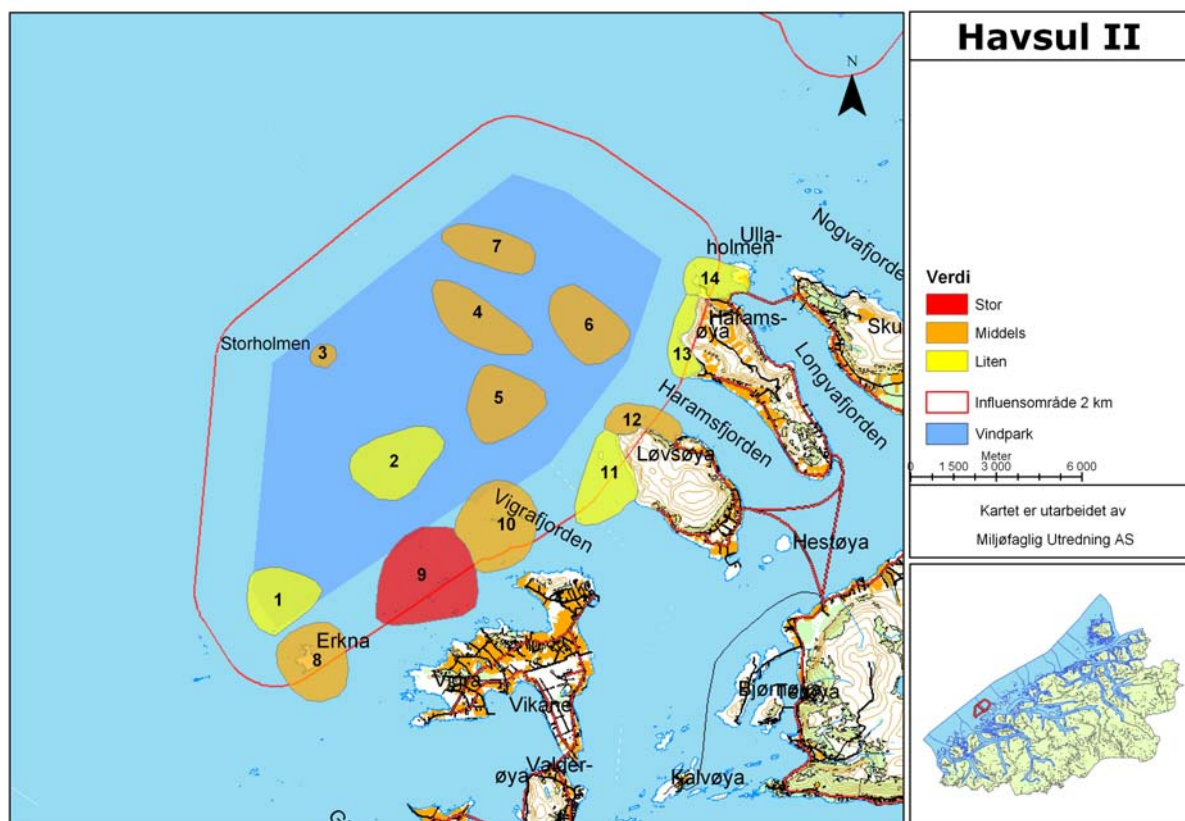 Havsul II
N
Nogvafjorde
Ulla-
holmen
14
7
4
6
Harams-
øya
Sku
Storholmen
3
13
Longvafjorden
5
Haramsfjorden
12
2
Løvsøya
11
Vigrafjorden
10
Hestøya
9
1
Erkna
8
Vigra
Vikane
Valder-
øya
Kalvøya
Verdi
Stor
Middels
Liten
Influensområde 2 km
Vindpark
Meter
0 1 500 3 000 6 000
Kartet er utarbeidet av
Miljøfaglig Utredning AS